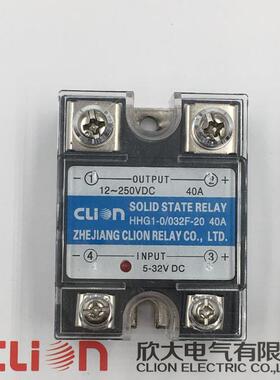 ① OUTPUT ②+
12~250VDC 40A
CLION SOLID STATE RELAY
HHG1-0/032F-20 40A
ZHEJIANG CLION RELAY CO., LTD.
④ INPUT ③
5-32V DC
CLION 欣大电气有限
CLION ELECTRIC CO.,